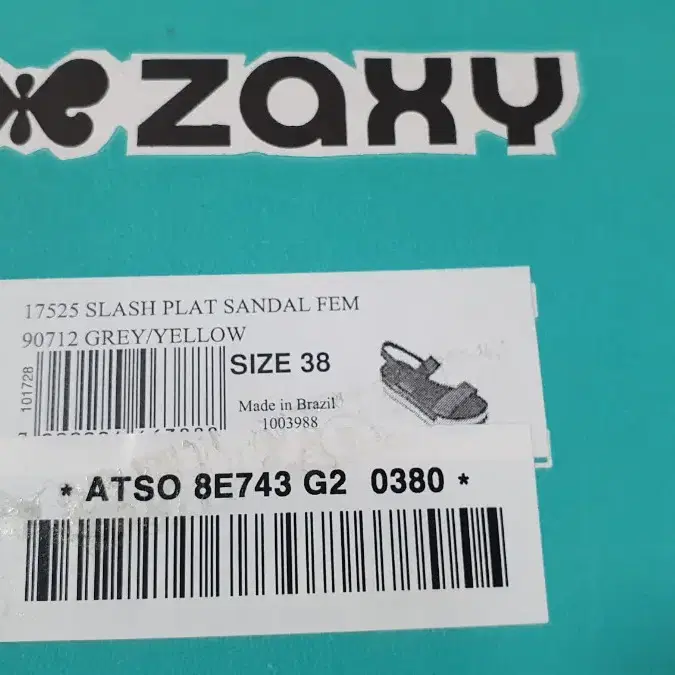 zaxy
17525 SLASH PLAT SANDAL FEM
90712 GREY/YELLOW
SIZE 38
101728
Made in Brazil
1003988
* ATSO 8E743 G2 0380 *